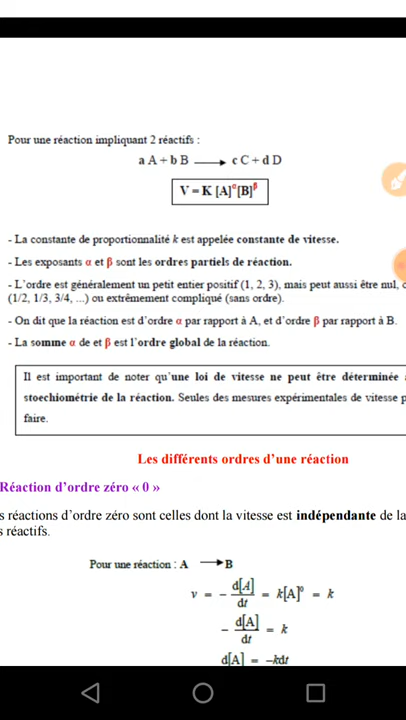 Pour une réaction impliquant 2 réactifs :
a A + b B ⟶ c C + d D
V = K [A]^α [B]^β
- La constante de proportionnalité k est appelée constante de vitesse.
- Les exposants α et β sont les ordres partiels de réaction.
- L'ordre est généralement un petit entier positif (1, 2, 3), mais peut aussi être nul,
(1/2, 1/3, 3/4, ...) ou extrêmement compliqué (sans ordre).
- On dit que la réaction est d'ordre α par rapport à A, et d'ordre β par rapport à B.
- La somme α de et β est l'ordre global de la réaction.
Il est important de noter qu'une loi de vitesse ne peut être déterminée
stoechiométrie de la réaction. Seules des mesures expérimentales de vitesse
faire.
Les différents ordres d'une réaction
Réaction d'ordre zéro « 0 »
s réactions d'ordre zéro sont celles dont la vitesse est indépendante de la
s réactifs.
Pour une réaction : A ⟶ B
v = - d[A]/dt = k[A]^0 = k
- d[A]/dt = k
d[A] = -kdt